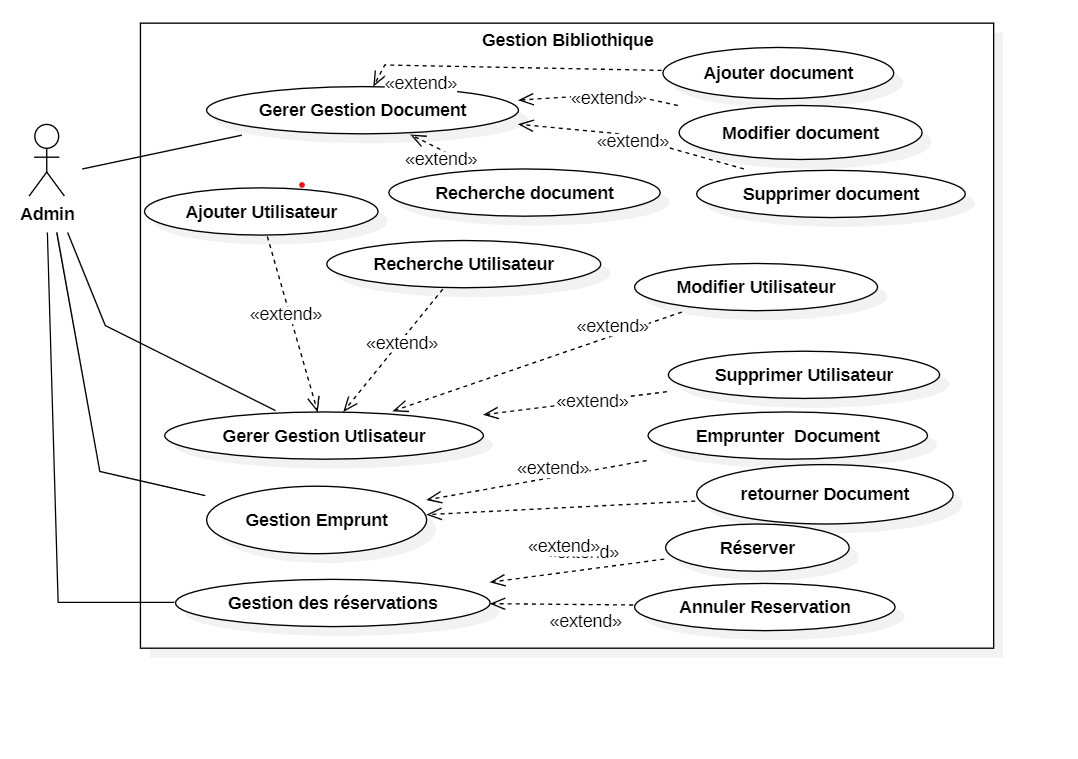 Gestion Bibliothique
Ajouter document
«extend»
Gerer Gestion Document
«extend»
Modifier document
«extend»
«extend»
Recherche document
Supprimer document
Admin
Ajouter Utilisateur
Recherche Utilisateur
Modifier Utilisateur
«extend»
«extend»
«extend»
Supprimer Utilisateur
«extend»
Gerer Gestion Utlisateur
Emprunter  Document
«extend»
retourner Document
Gestion Emprunt
Réserver
«extend»
«extend»
Gestion des réservations
Annuler Reservation
«extend»